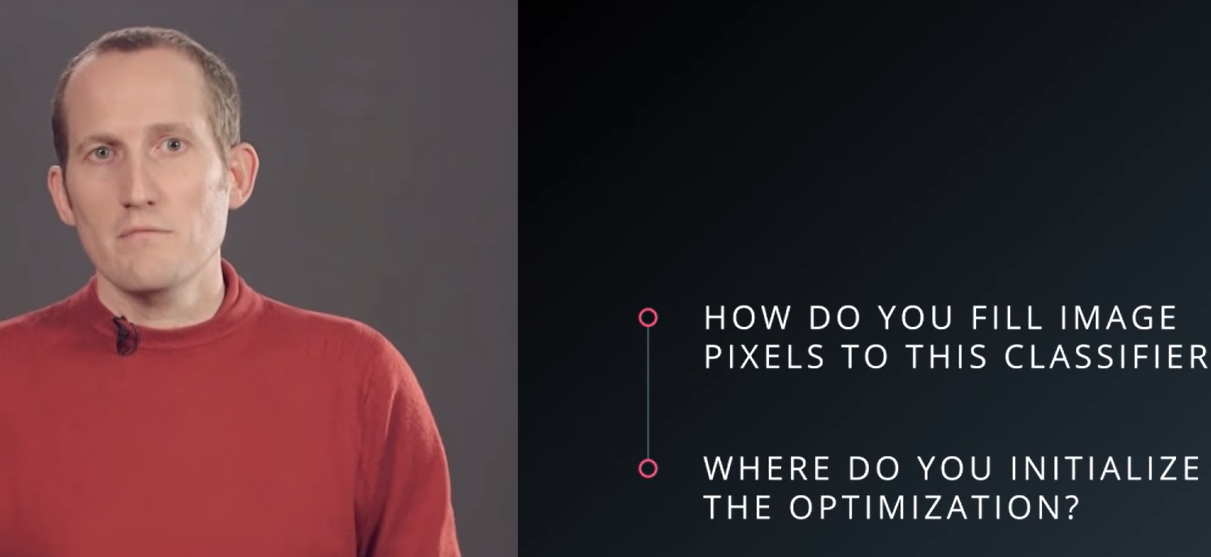 HOW DO YOU FILL IMAGE
PIXELS TO THIS CLASSIFIER
WHERE DO YOU INITIALIZE
THE OPTIMIZATION?